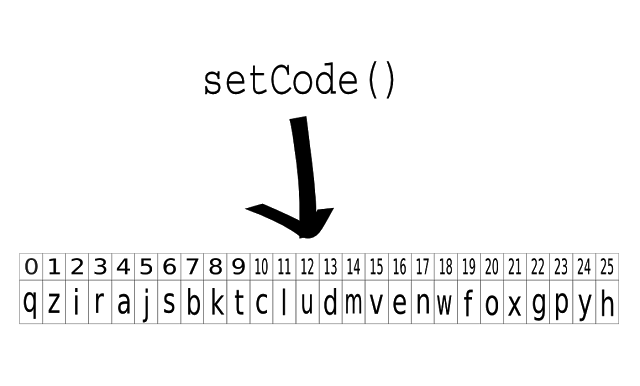 setCode()
0 1 2 3 4 5 6 7 8 9 10 11 12 13 14 15 16 17 18 19 20 21 22 23 24 25
q z i r a j s b k t c l u d m v e n w f o x g p y h